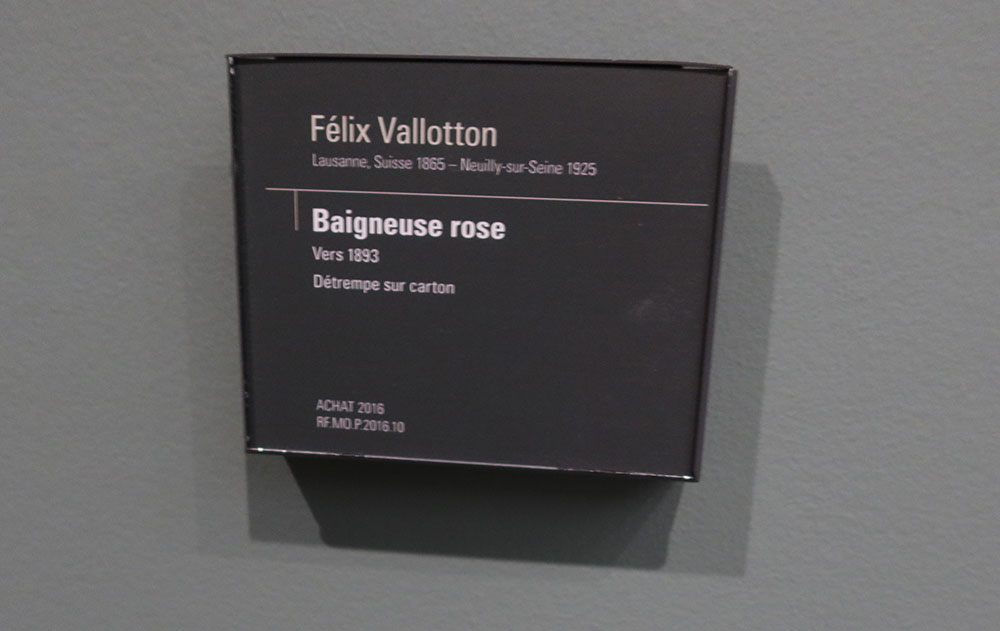 Félix Vallotton
Lausanne, Suisse 1865 – Neuilly-sur-Seine 1925
Baigneuse rose
Vers 1893
Détrempe sur carton
ACHAT 2016
RF.MO.P.2016.10